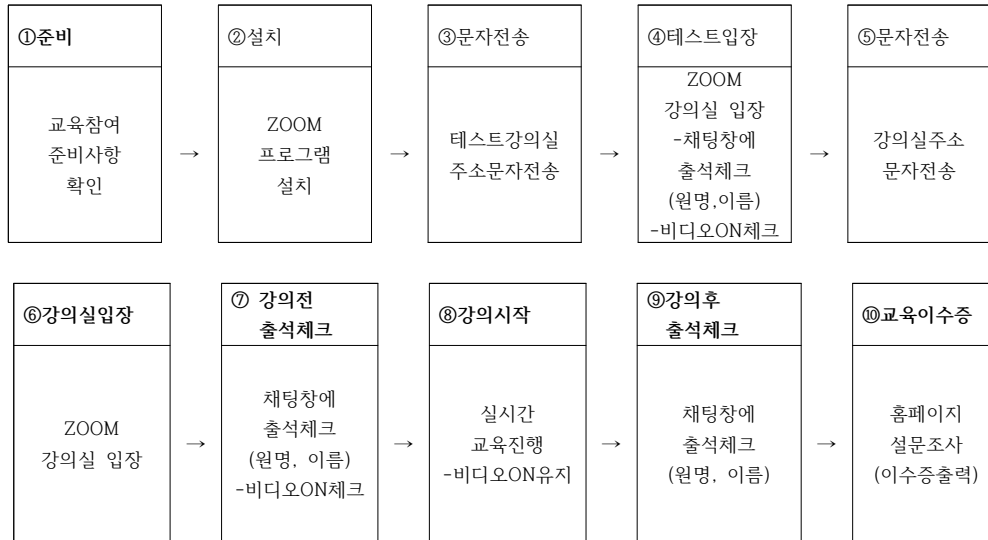 ①준비
교육참여
준비사항
확인
→
②설치
ZOOM
프로그램
설치
→
③문자전송
테스트강의실
주소문자전송
→
④테스트입장
ZOOM
강의실 입장
-채팅창에
출석체크
(원명,이름)
-비디오ON체크
→
⑤문자전송
강의실주소
문자전송
⑥강의실입장
ZOOM
강의실 입장
→
⑦ 강의전
출석체크
채팅창에
출석체크
(원명, 이름)
-비디오ON체크
→
⑧강의시작
실시간
교육진행
-비디오ON유지
→
⑨강의후
출석체크
채팅창에
출석체크
(원명, 이름)
→
⑩교육이수증
홈페이지
설문조사
(이수증출력)